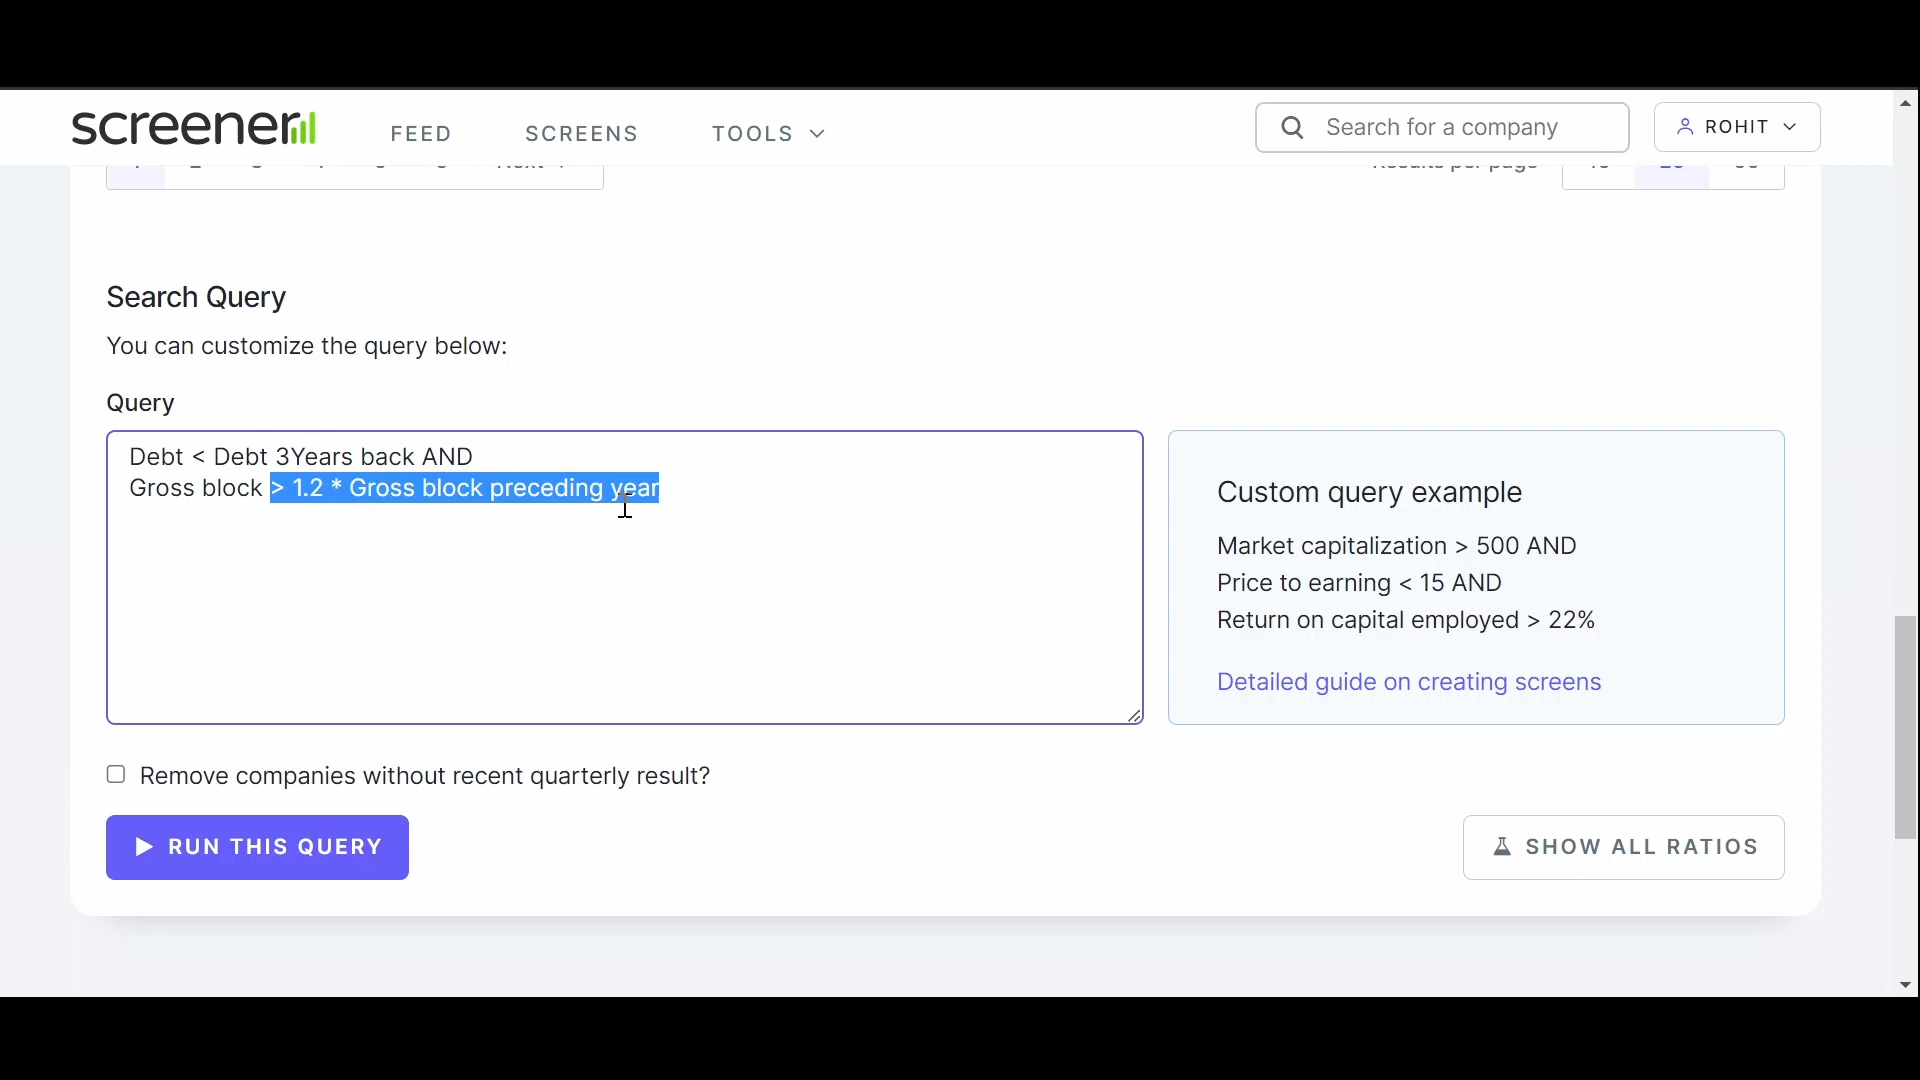 screener
FEED
SCREENS
TOOLS
Search for a company
ROHIT
Results per page
Search Query
You can customize the query below:
Query
Debt < Debt 3Years back AND
Gross block > 1.2 * Gross block preceding year
Custom query example
Market capitalization > 500 AND
Price to earning < 15 AND
Return on capital employed > 22%
Detailed guide on creating screens
Remove companies without recent quarterly result?
RUN THIS QUERY
SHOW ALL RATIOS